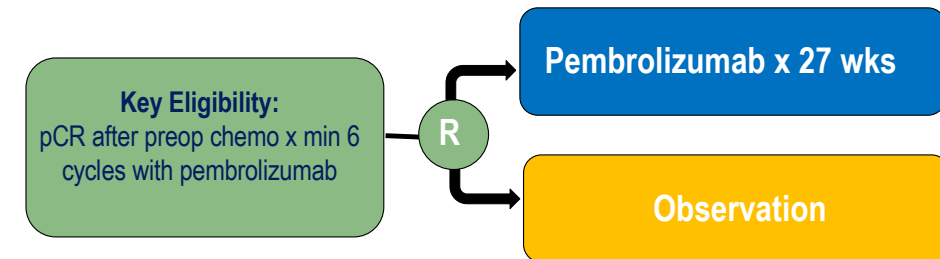 Key Eligibility:
pCR after preop chemo x min 6
cycles with pembrolizumab
R
Pembrolizumab x 27 wks
Observation